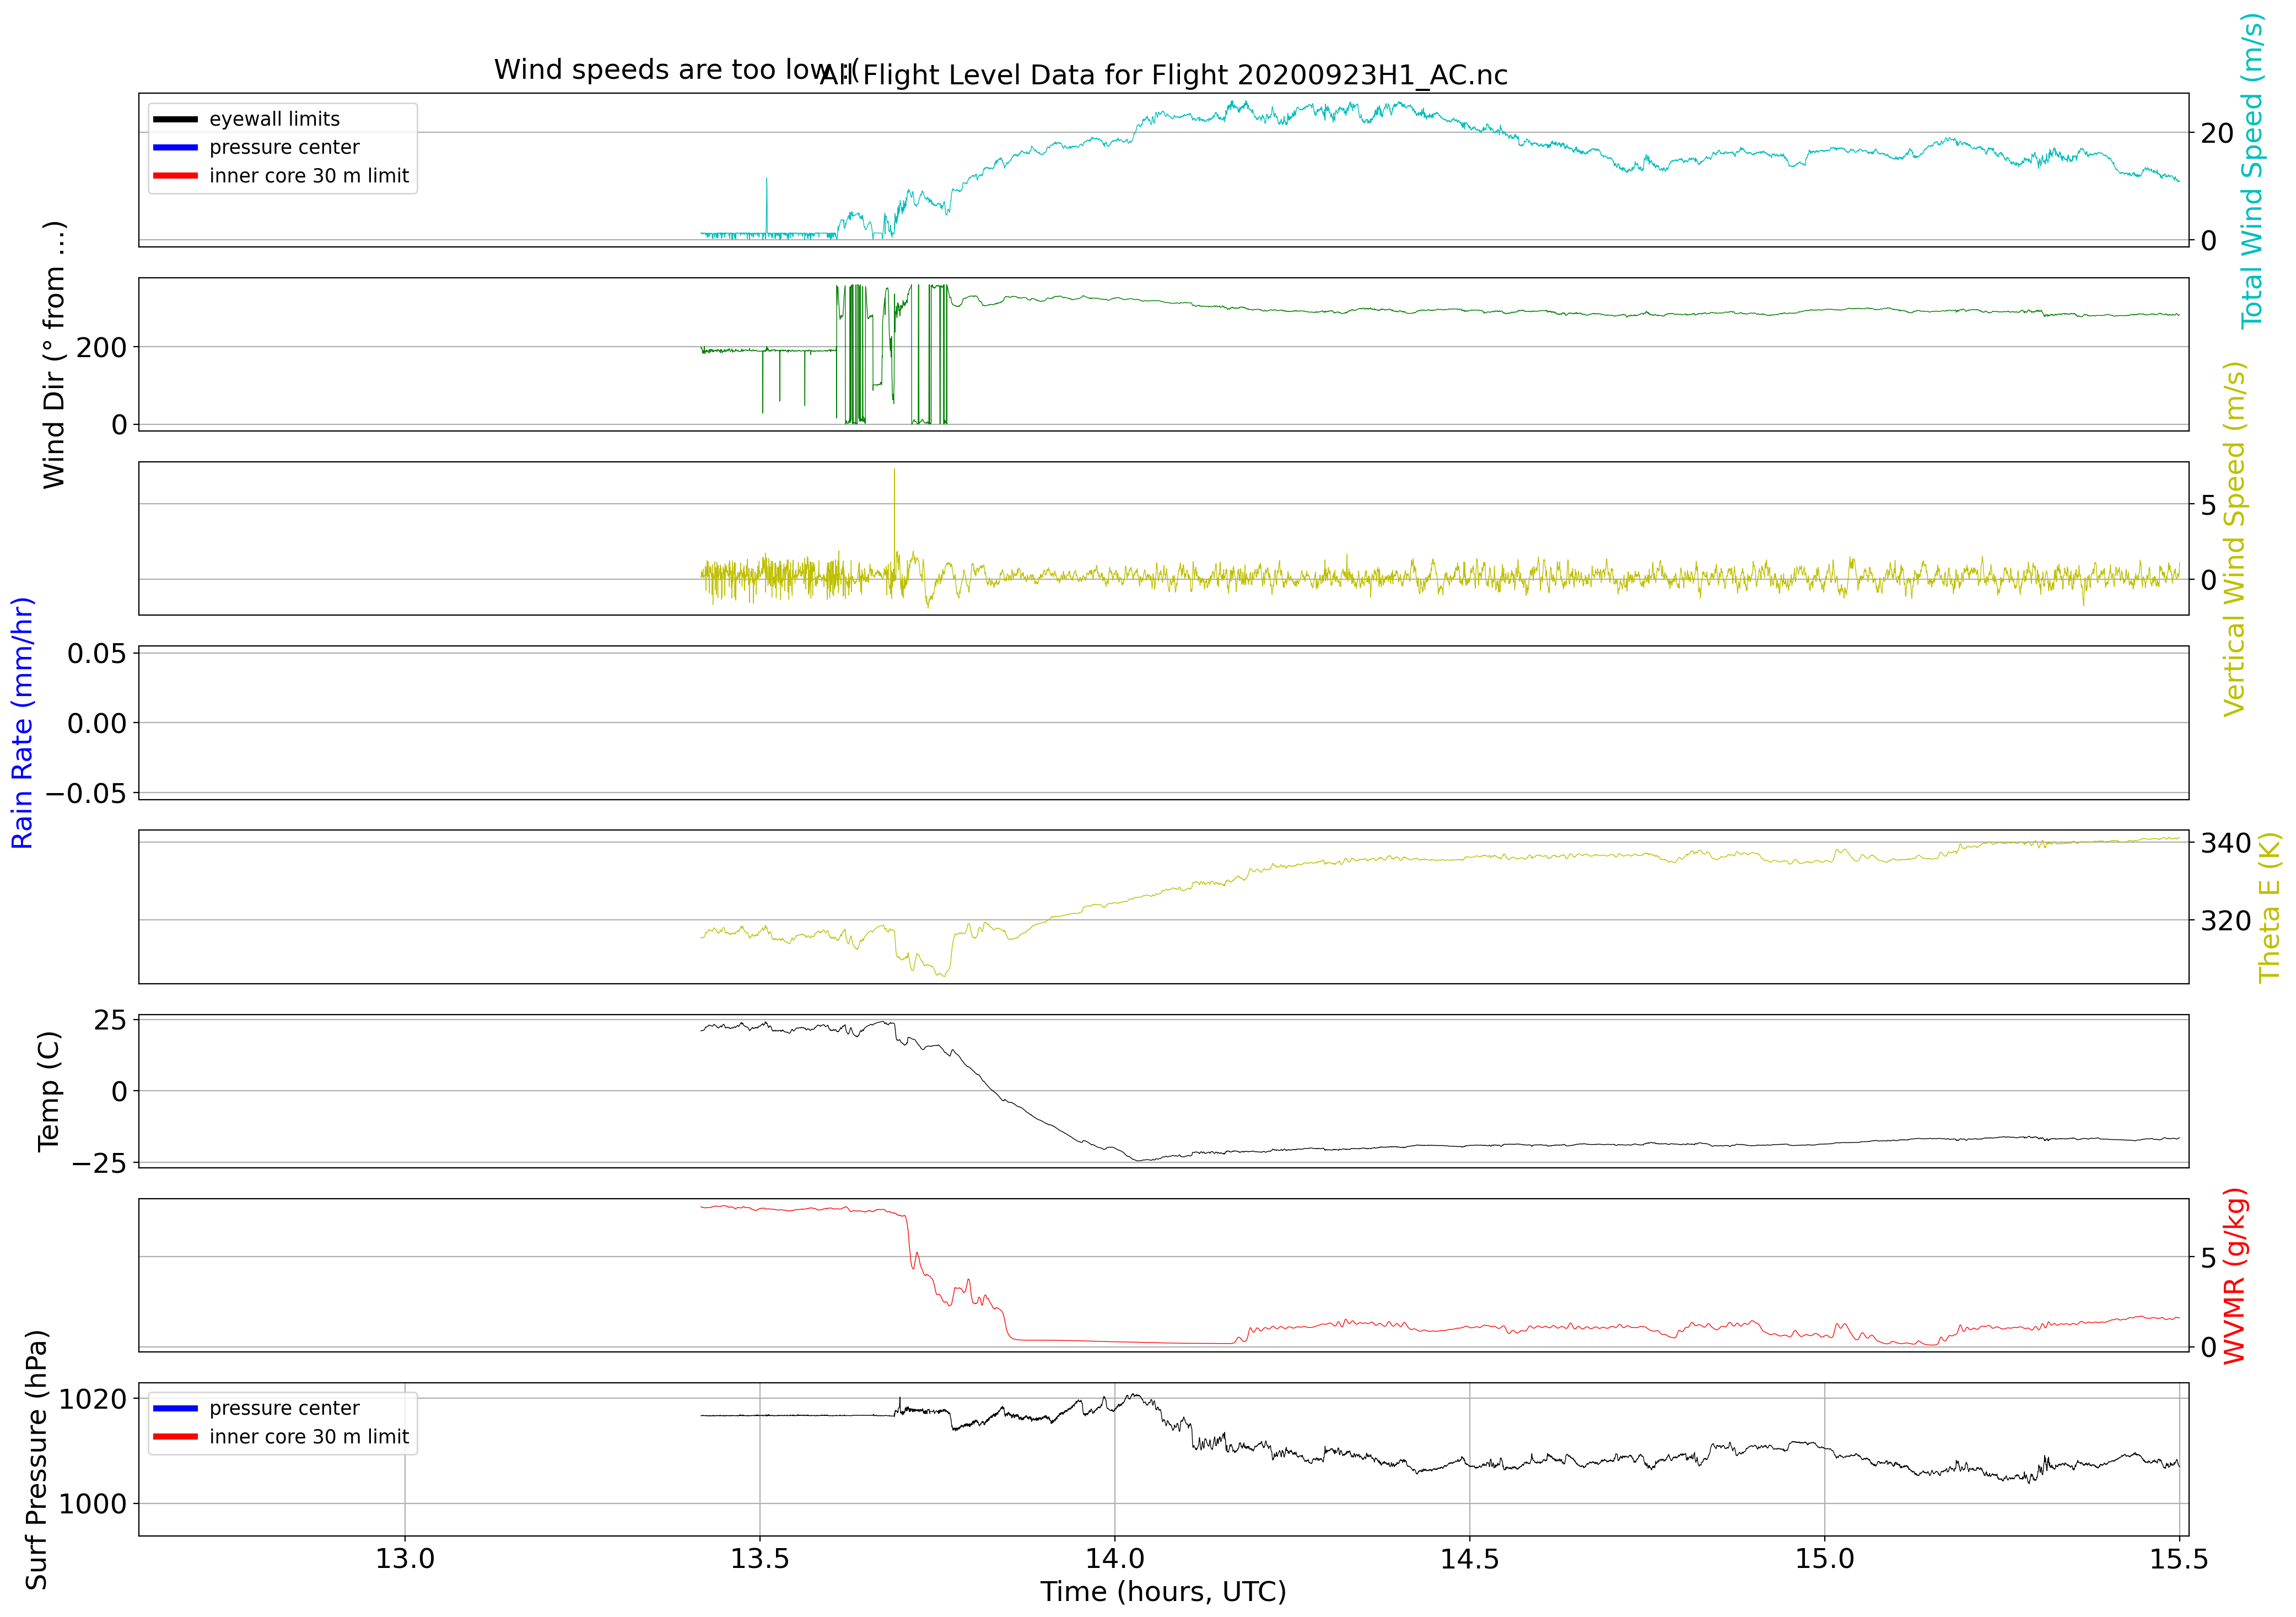 Wind speeds are too low :(
All Flight Level Data for Flight 20200923H1_AC.nc
eyewall limits
pressure center
inner core 30 m limit
20
0
Total Wind Speed (m/s)
Wind Dir (° from ...)
200
0
5
0
Vertical Wind Speed (m/s)
Rain Rate (mm/hr)
0.05
0.00
−0.05
340
320
Theta E (K)
Temp (C)
25
0
−25
5
0
WVMR (g/kg)
Surf Pressure (hPa)
1020
1000
pressure center
inner core 30 m limit
13.0 13.5 14.0 14.5 15.0 15.5
Time (hours, UTC)